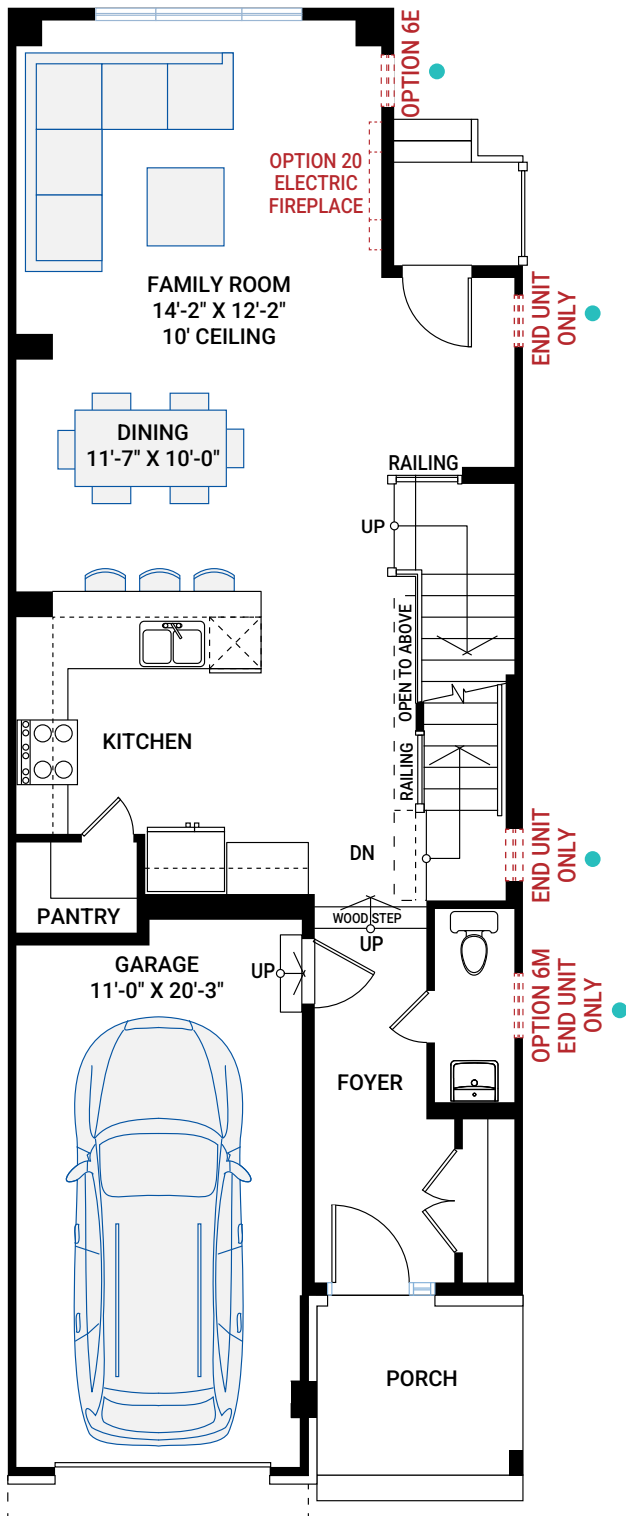 OPTION 6E
OPTION 20
ELECTRIC
FIREPLACE
FAMILY ROOM
14'-2" X 12'-2"
10' CEILING
END UNIT
ONLY
DINING
11'-7" X 10'-0"
RAILING
UP
OPEN TO ABOVE
KITCHEN
RAILING
DN
END UNIT
ONLY
PANTRY
WOOD STEP
UP
GARAGE
11'-0" X 20'-3"
UP
OPTION 6M
END UNIT
ONLY
FOYER
PORCH